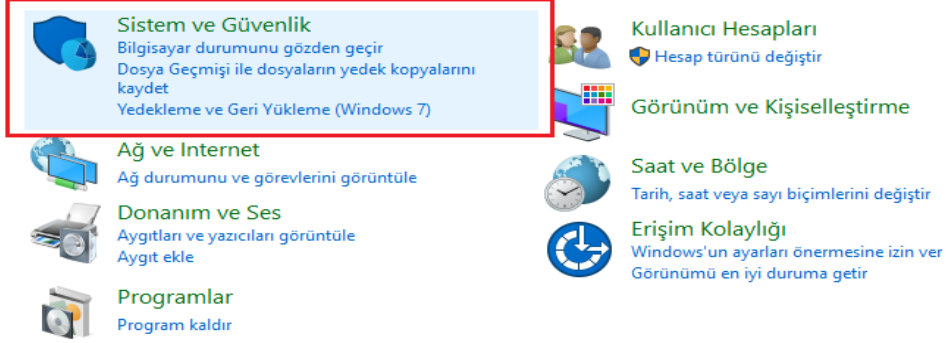 Sistem ve Güvenlik
Bilgisayar durumunu gözden geçir
Dosya Geçmişi ile dosyaların yedek kopyalarını
kaydet
Yedekleme ve Geri Yükleme (Windows 7)
Ağ ve Internet
Ağ durumunu ve görevlerini görüntüle
Donanım ve Ses
Aygıtları ve yazıcıları görüntüle
Aygıt ekle
Programlar
Program kaldır
Kullanıcı Hesapları
Hesap türünü değiştir
Görünüm ve Kişiselleştirme
Saat ve Bölge
Tarih, saat veya sayı biçimlerini değiştir
Erişim Kolaylığı
Windows'un ayarları önermesine izin ver
Görünümü en iyi duruma getir